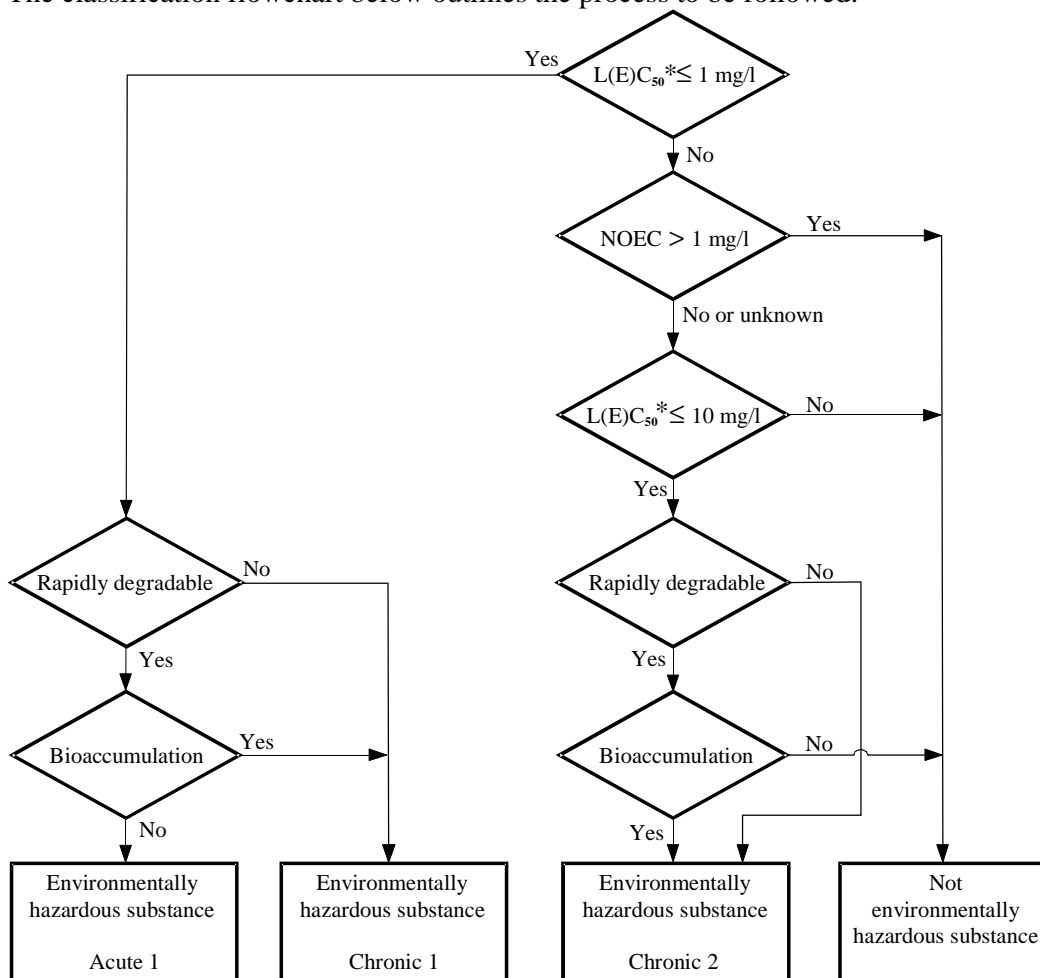 The classification flowchart below outlines the process to be followed.
Yes
L(E)C50*≤ 1 mg/l
No
NOEC > 1 mg/l
Yes
No or unknown
L(E)C50*≤ 10 mg/l
No
Yes
Rapidly degradable
No
Rapidly degradable
No
Yes
Yes
Bioaccumulation
Yes
Bioaccumulation
No
No
Yes
Environmentally
hazardous substance
Acute 1
Environmentally
hazardous substance
Chronic 1
Environmentally
hazardous substance
Chronic 2
Not
environmentally
hazardous substance